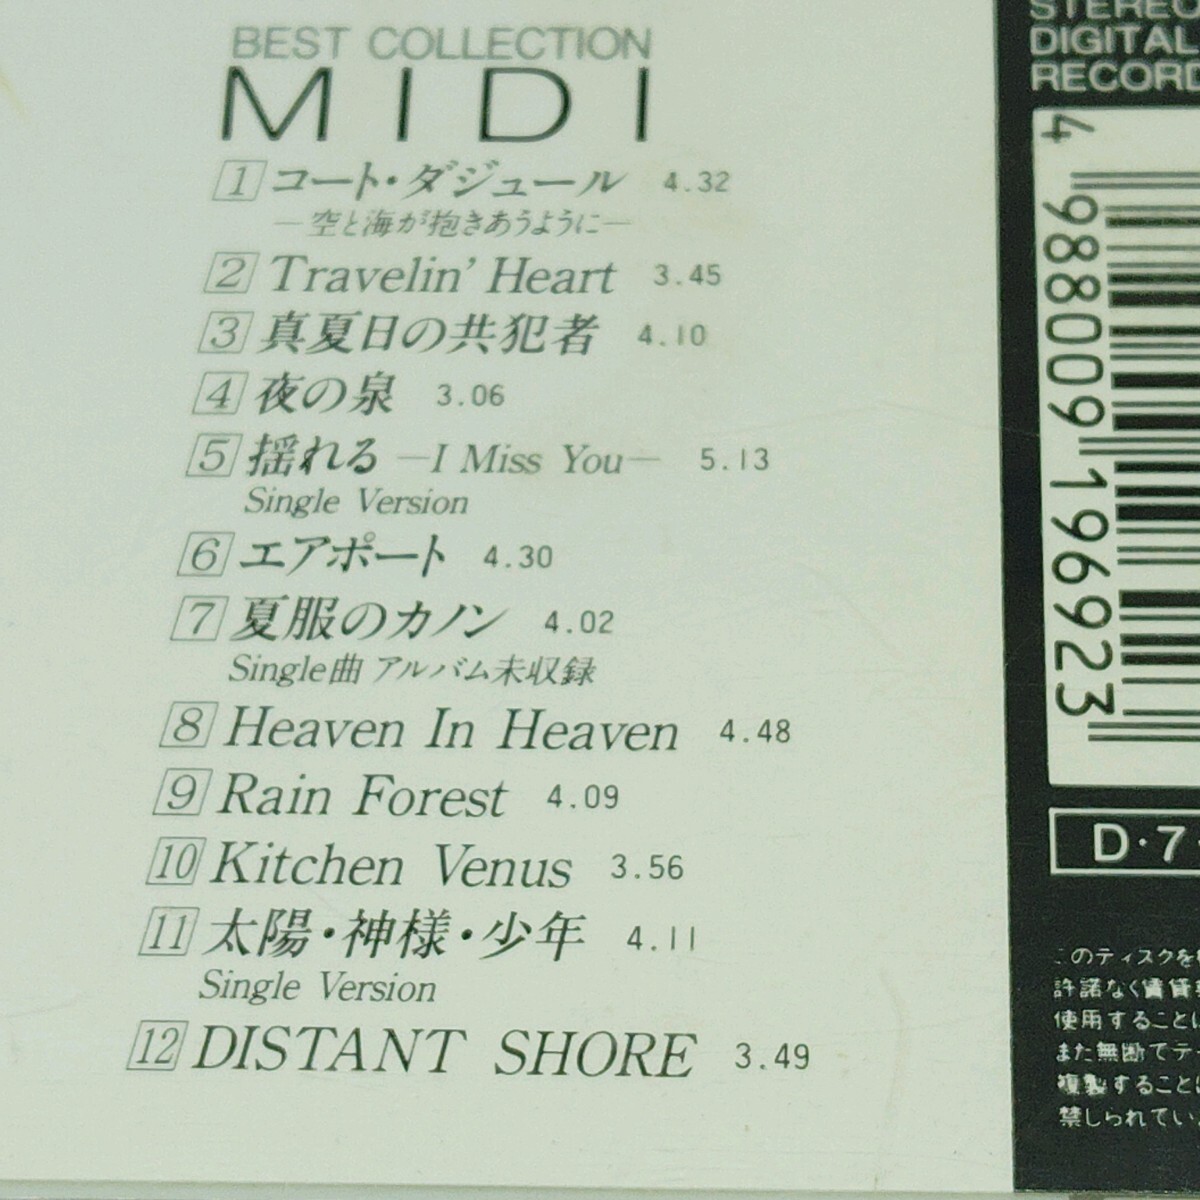 BEST COLLECTION
MIDI
1 コート・ダジュール 4.32
—空と海が抱きあうように—
2 Travelin' Heart 3.45
3 真夏日の共犯者 4.10
4 夜の泉 3.06
5 揺れる —I Miss You— 5.13
Single Version
6 エアポート 4.30
7 夏服のカノン 4.02
Single曲 アルバム未収録
8 Heaven In Heaven 4.48
9 Rain Forest 4.09
10 Kitchen Venus 3.56
11 太陽・神様・少年 4.11
Single Version
12 DISTANT SHORE 3.49
STEREO
DIGITAL
RECORD
4 988009 196923
D・7
このディスクを
許諾なく賃貸
使用することに
また無断でテ
複製することに
禁じられてい